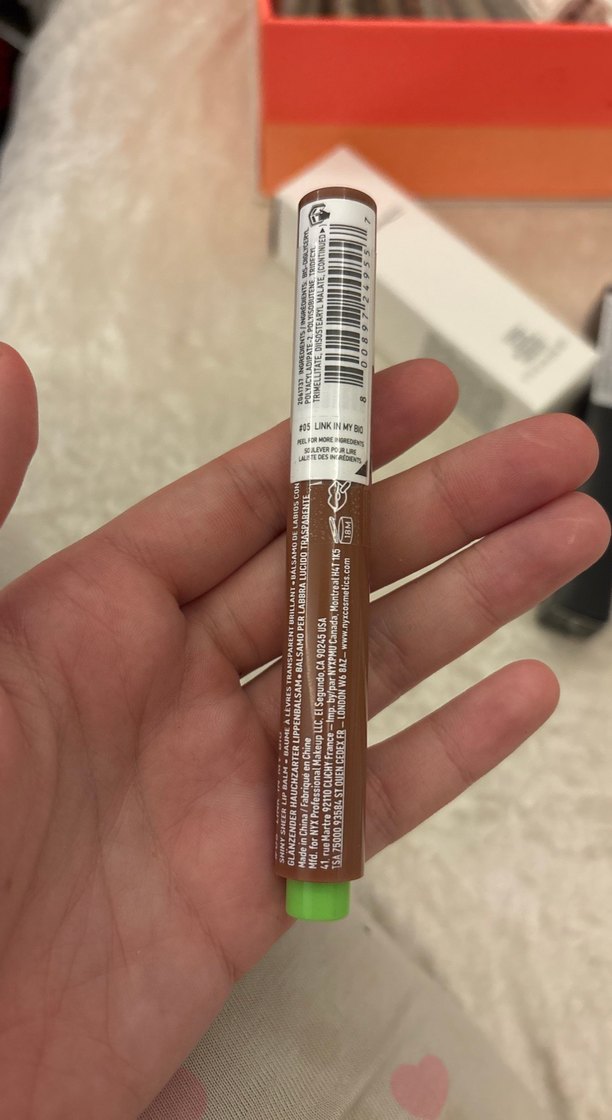 2061737 INGREDIENTS / INGRÉDIENTS: BIS-DIGLYCERYL
POLYACYLADIPATE-2, POLYISOBUTENE, TRIDECYL
TRIMELLITATE, DIISOSTEARYL MALATE, (CONTINUED►)
8 00897 24955 7
#05 LINK IN MY BIO
PEEL FOR MORE INGREDIENTS
SOULEVER POUR LIRE
LA LISTE DES INGRÉDIENTS
18M
SHINY SHEER LIP BALM • BAUME À LÈVRES TRANSPARENT BRILLANT • BÁLSAMO DE LABIOS CON
GLÄNZENDER HAUCHZARTER LIPPENBALSAM • BALSAMO PER LABBRA LUCIDO TRASPARENTE
Made in China / Fabriqué en Chine
Mfd. for NYX Professional Makeup LLC, El Segundo, CA 90245 USA
41, rue Martre 92110 CLICHY France – Imp. by/par NYXPMU Canada, Montreal H4T 1K5
TSA 75000 93584 ST OUEN CEDEX FR – LONDON W6 8AZ – www.nyxcosmetics.com